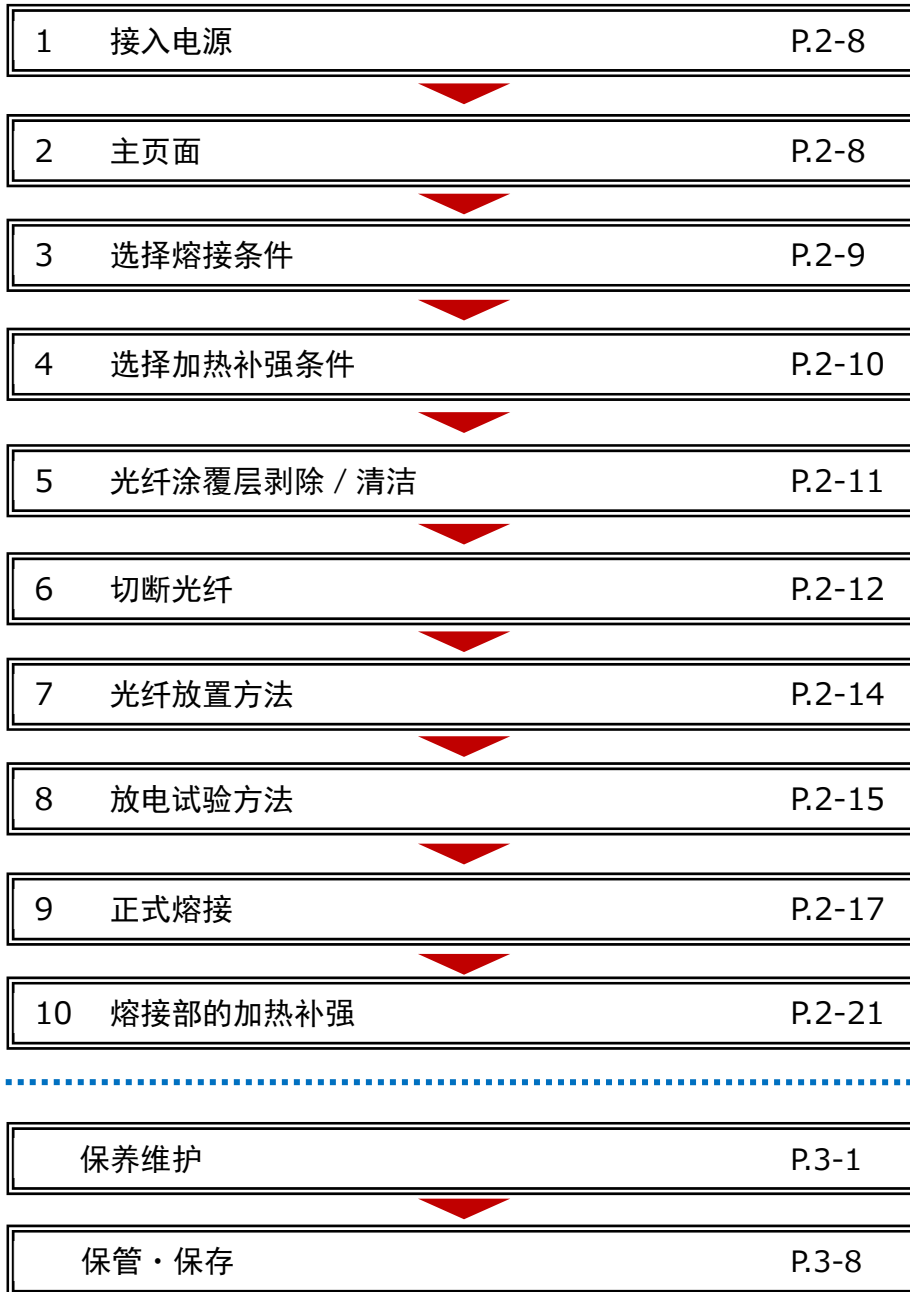 1 接入电源 P.2-8
2 主页面 P.2-8
3 选择熔接条件 P.2-9
4 选择加热补强条件 P.2-10
5 光纤涂覆层剥除 / 清洁 P.2-11
6 切断光纤 P.2-12
7 光纤放置方法 P.2-14
8 放电试验方法 P.2-15
9 正式熔接 P.2-17
10 熔接部的加热补强 P.2-21
保养维护 P.3-1
保管・保存 P.3-8